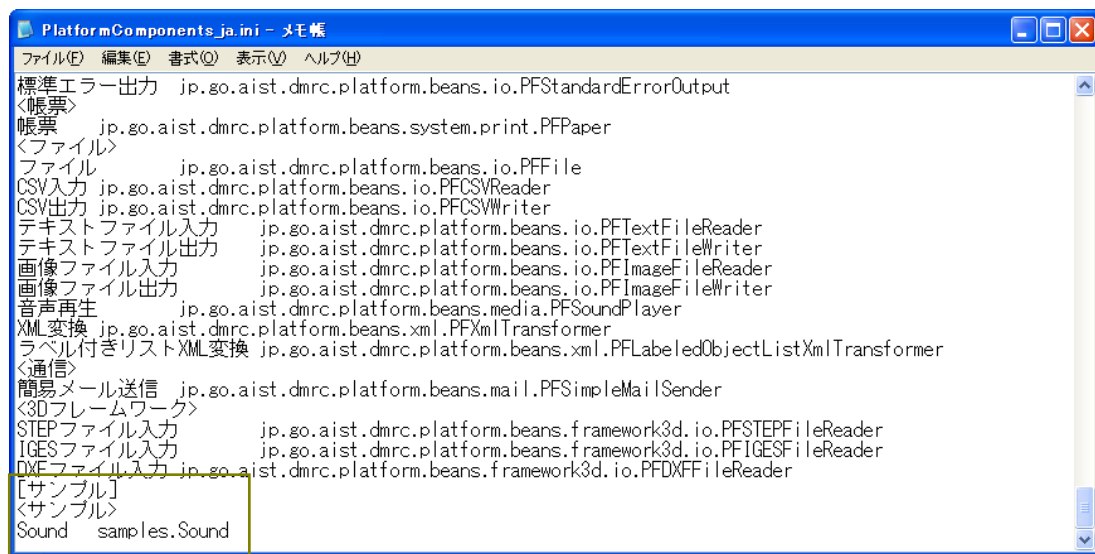 PlatformComponents_ja.ini - メモ帳
ファイル(F) 編集(E) 書式(O) 表示(V) ヘルプ(H)
標準エラー出力 jp.go.aist.dmrc.platform.beans.io.PFStandardErrorOutput
<帳票>
帳票 jp.go.aist.dmrc.platform.beans.system.print.PFPaper
<ファイル>
ファイル jp.go.aist.dmrc.platform.beans.io.PFFile
CSV入力 jp.go.aist.dmrc.platform.beans.io.PFCSVReader
CSV出力 jp.go.aist.dmrc.platform.beans.io.PFCSVWriter
テキストファイル入力 jp.go.aist.dmrc.platform.beans.io.PFTextFileReader
テキストファイル出力 jp.go.aist.dmrc.platform.beans.io.PFTextFileWriter
画像ファイル入力 jp.go.aist.dmrc.platform.beans.io.PFImageFileReader
画像ファイル出力 jp.go.aist.dmrc.platform.beans.io.PFImageFileWriter
音声再生 jp.go.aist.dmrc.platform.beans.media.PFSoundPlayer
XML変換 jp.go.aist.dmrc.platform.beans.xml.PFXmlTransformer
ラベル付きリストXML変換 jp.go.aist.dmrc.platform.beans.xml.PFLabeledObjectListXmlTransformer
<通信>
簡易メール送信 jp.go.aist.dmrc.platform.beans.mail.PFSimpleMailSender
<3Dフレームワーク>
STEPファイル入力 jp.go.aist.dmrc.platform.beans.framework3d.io.PFSTEPFileReader
IGESファイル入力 jp.go.aist.dmrc.platform.beans.framework3d.io.PFIGESFileReader
DXFファイル入力 jp.go.aist.dmrc.platform.beans.framework3d.io.PFDXFFileReader
[サンプル]
<サンプル>
Sound samples.Sound